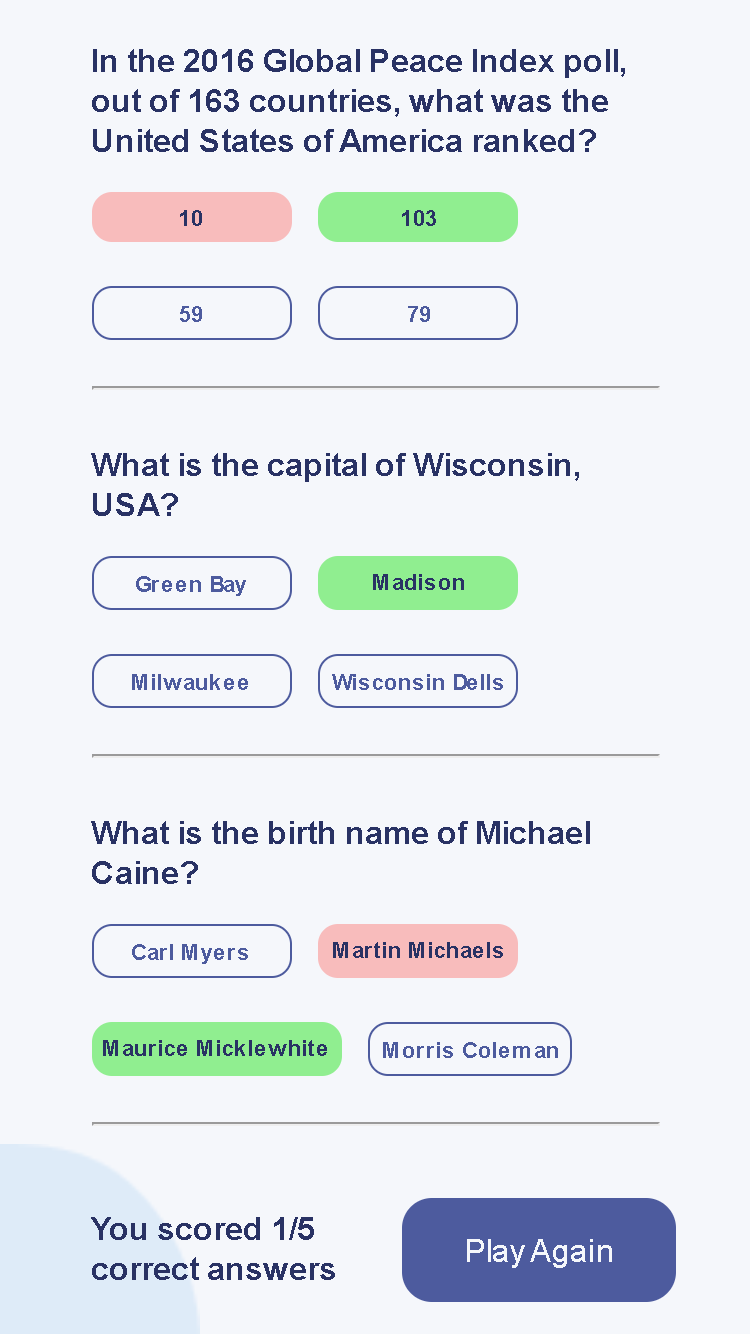 In the 2016 Global Peace Index poll,
out of 163 countries, what was the
United States of America ranked?
10
103
59
79
What is the capital of Wisconsin,
USA?
Green Bay
Madison
Milwaukee
Wisconsin Dells
What is the birth name of Michael
Caine?
Carl Myers
Martin Michaels
Maurice Micklewhite
Morris Coleman
You scored 1/5
correct answers
Play Again